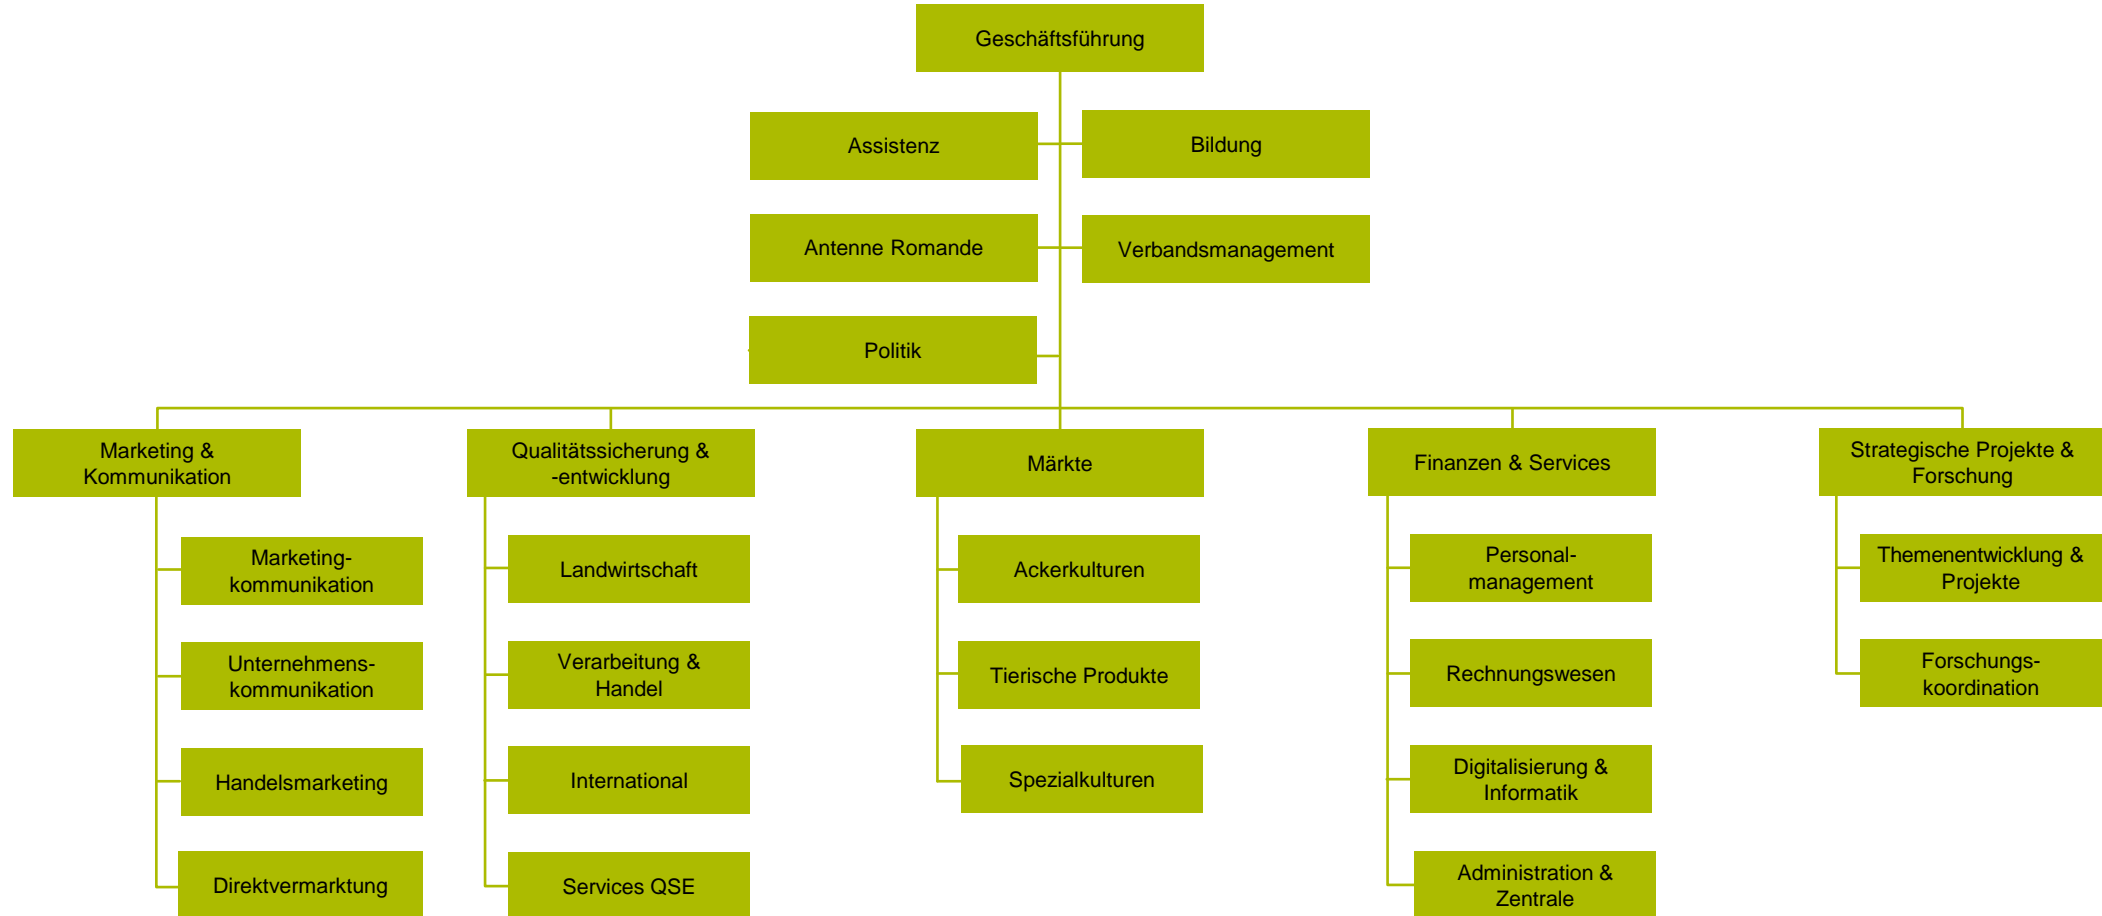 Geschäftsführung
Assistenz
Bildung
Antenne Romande
Verbandsmanagement
Politik
Marketing &
Kommunikation
Qualitätssicherung &
-entwicklung
Märkte
Finanzen & Services
Strategische Projekte &
Forschung
Marketing-
kommunikation
Unternehmens-
kommunikation
Handelsmarketing
Direktvermarktung
Landwirtschaft
Verarbeitung &
Handel
International
Services QSE
Ackerkulturen
Tierische Produkte
Spezialkulturen
Personal-
management
Rechnungswesen
Digitalisierung &
Informatik
Administration &
Zentrale
Themenentwicklung &
Projekte
Forschungs-
koordination